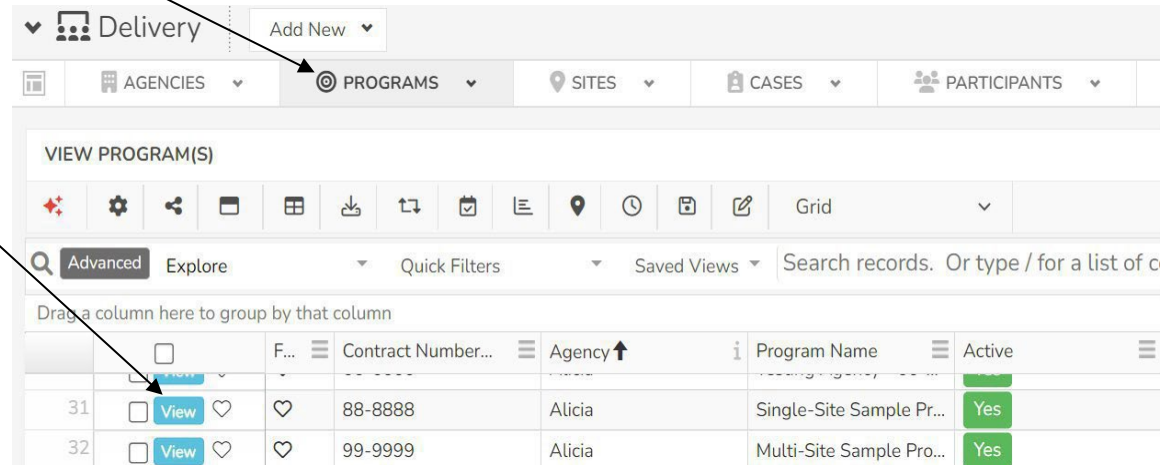 Delivery Add New
AGENCIES PROGRAMS SITES CASES PARTICIPANTS
VIEW PROGRAM(S)
Grid
Advanced Explore Quick Filters Saved Views Search records. Or type / for a list of
Drag a column here to group by that column
F... Contract Number... Agency Program Name Active
31 View 88-8888 Alicia Single-Site Sample Pr... Yes
32 View 99-9999 Alicia Multi-Site Sample Pro... Yes